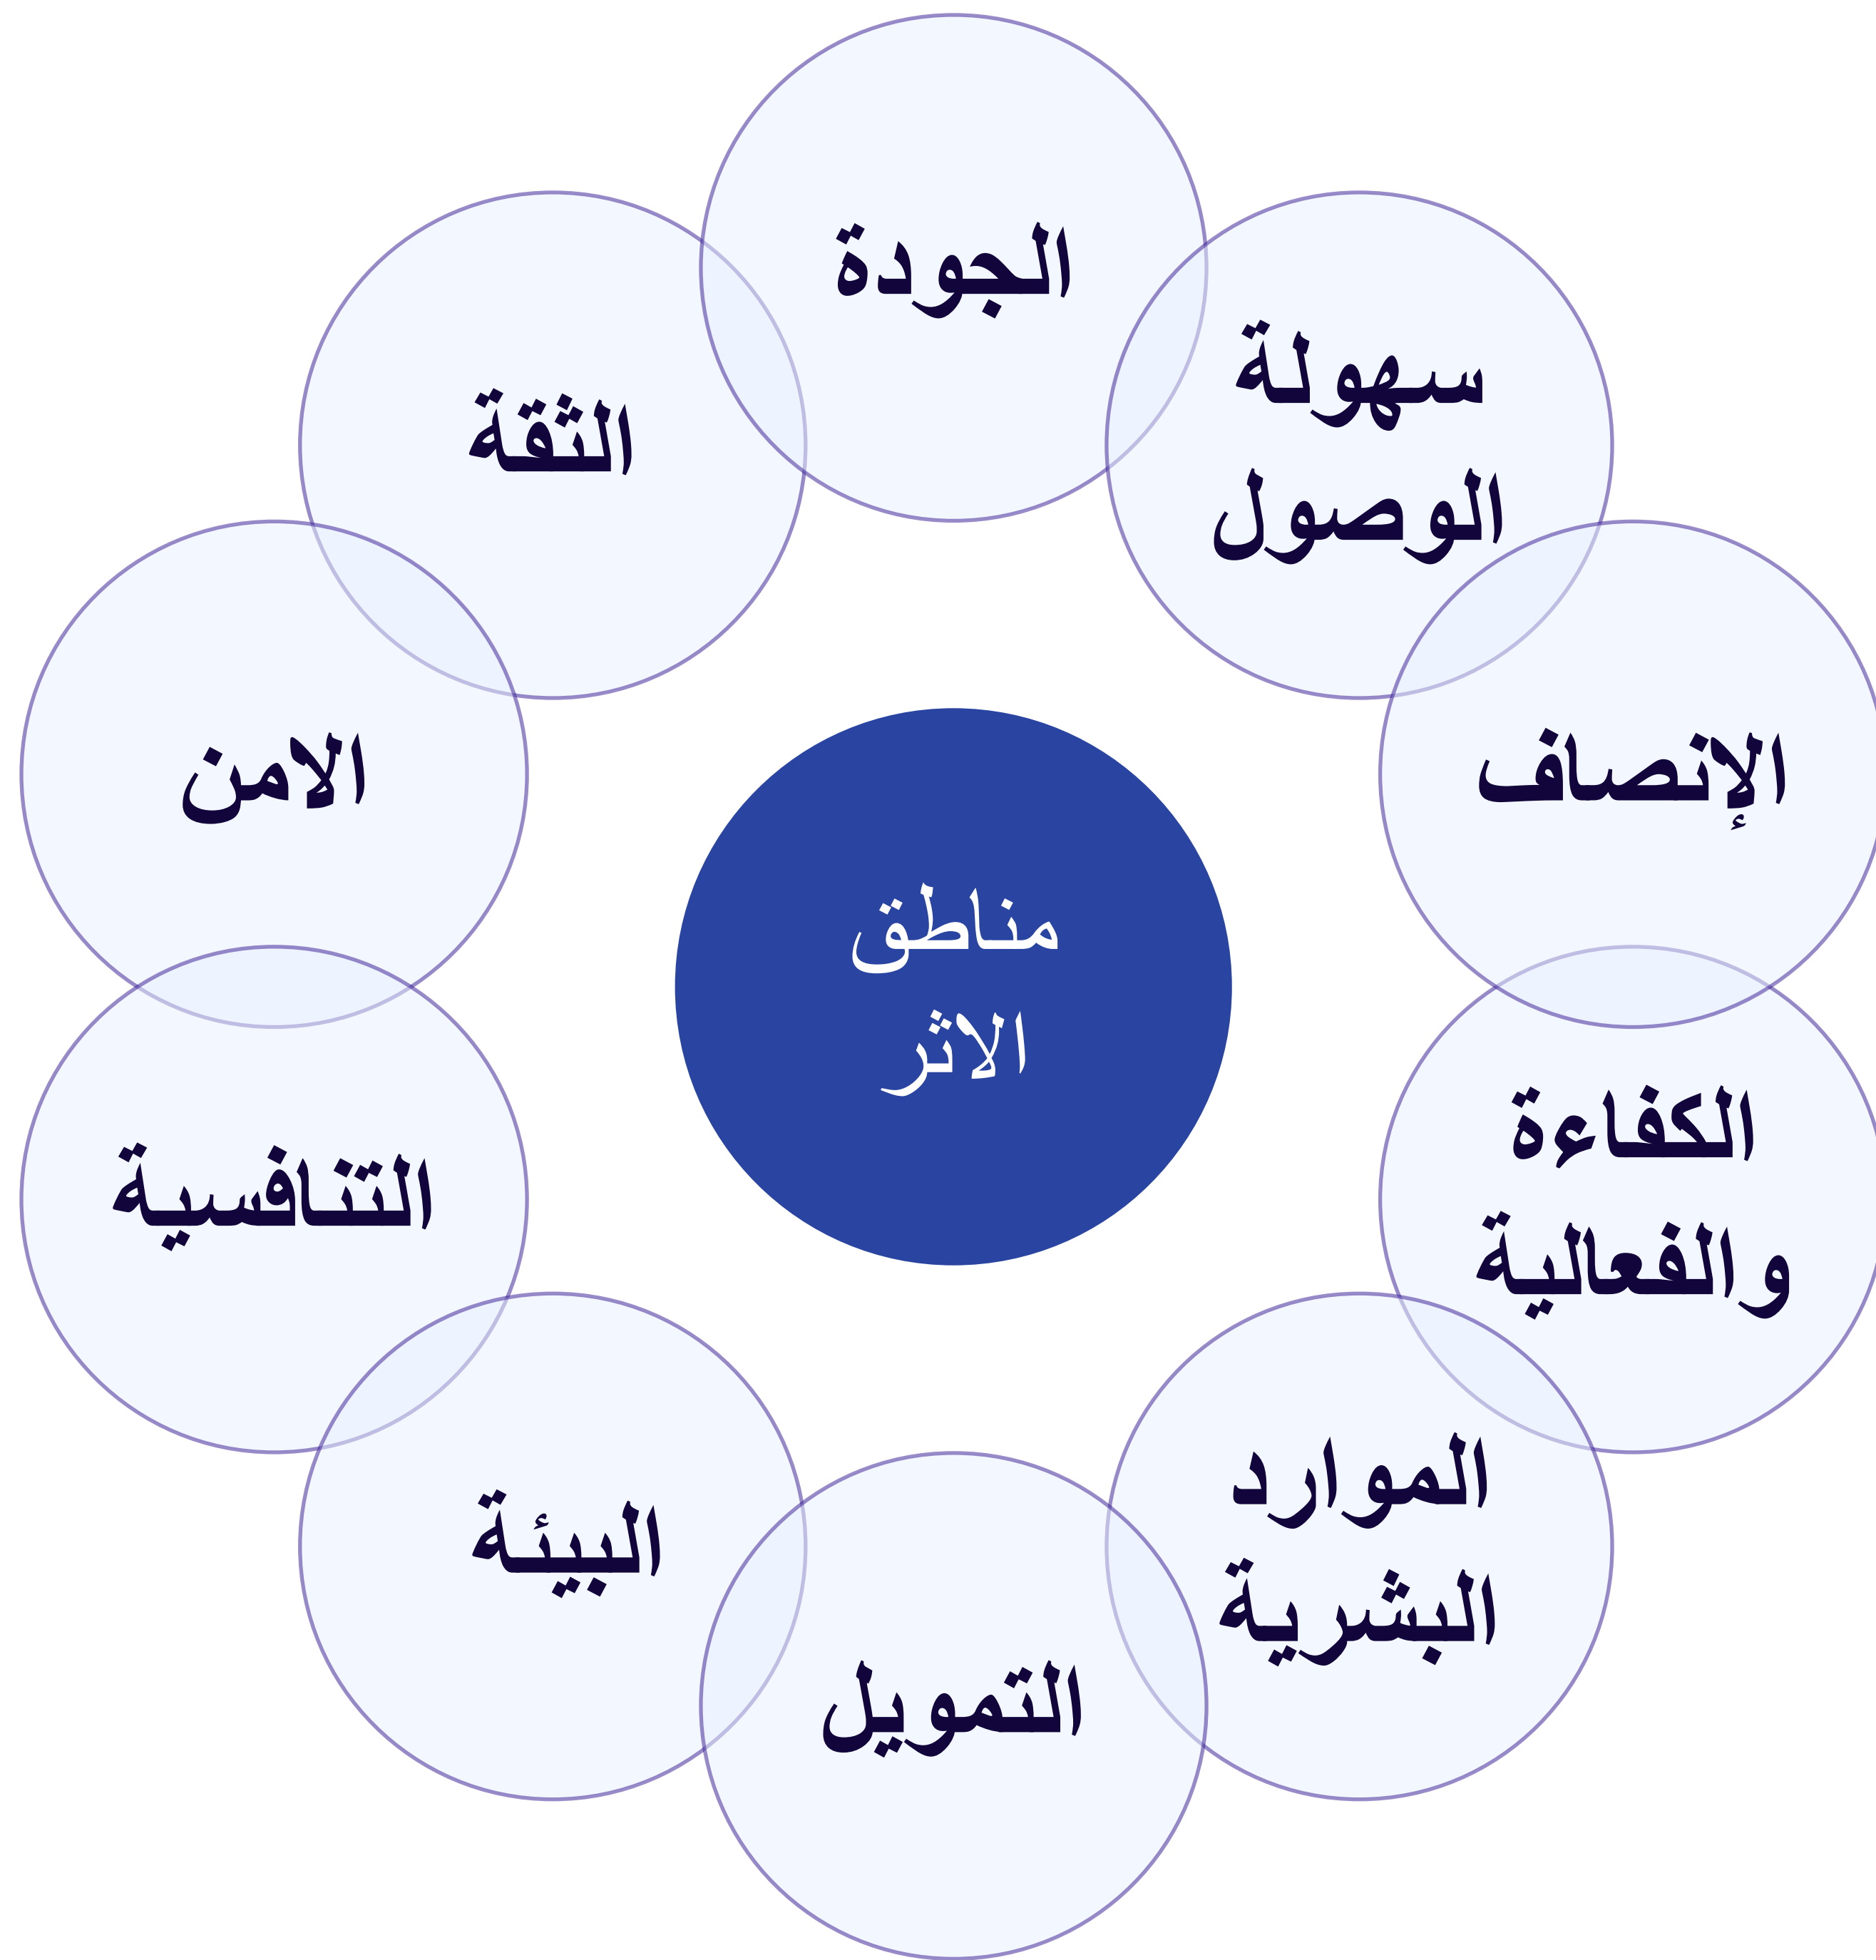 الجودة
سهولة
الوصول
الإنصاف
الكفاءة
والفعالية
الموارد
البشرية
التمويل
البيئة
التنافسية
الامن
الثقة
مناطق
الاثر